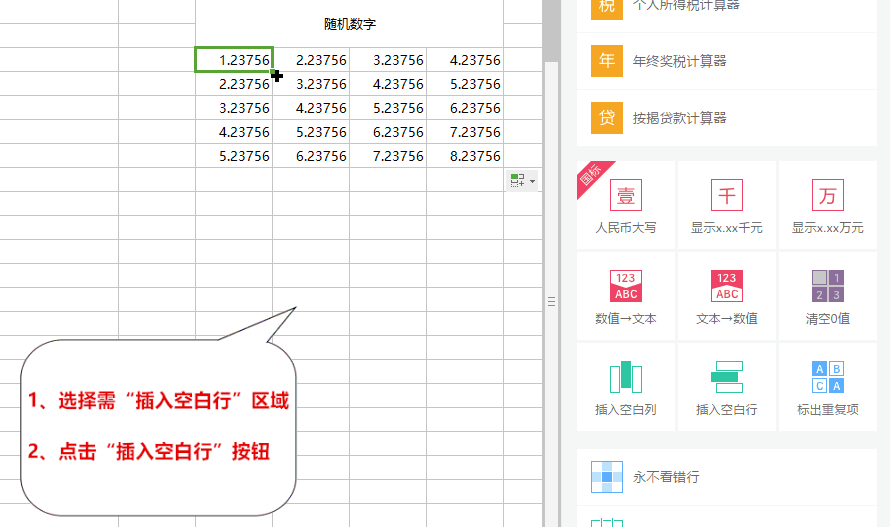 随机数字
1.23756 2.23756 3.23756 4.23756
2.23756 3.23756 4.23756 5.23756
3.23756 4.23756 5.23756 6.23756
4.23756 5.23756 6.23756 7.23756
5.23756 6.23756 7.23756 8.23756
1、选择需“插入空白行”区域
2、点击“插入空白行”按钮
税 个人所得税计算器
年 年终奖税计算器
贷 按揭贷款计算器
国标
壹 千 万
人民币大写 显示x.xx千元 显示x.xx万元
123 123 1
ABC ABC 2 3
数值→文本 文本→数值 清空0值
A B
C A
插入空白列 插入空白行 标出重复项
永不看错行